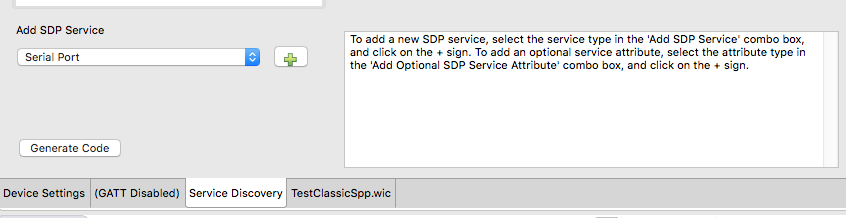 Add SDP Service
Serial Port
To add a new SDP service, select the service type in the 'Add SDP Service' combo box,
and click on the + sign. To add an optional service attribute, select the attribute type in
the 'Add Optional SDP Service Attribute' combo box, and click on the + sign.
Generate Code
Device Settings
(GATT Disabled)
Service Discovery
TestClassicSpp.wic